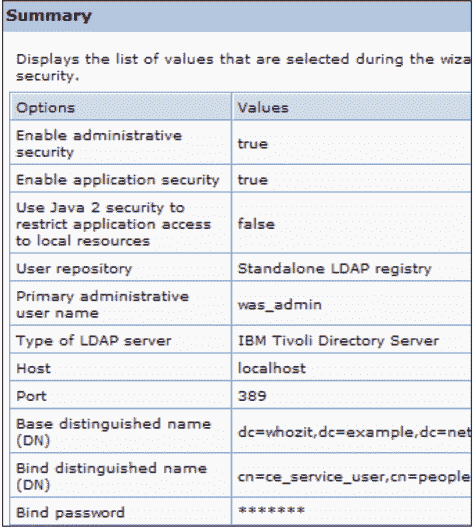 Summary
Displays the list of values that are selected during the wiza
security.
Options Values
Enable administrative
security
true
Enable application security true
Use Java 2 security to
restrict application access
to local resources
false
User repository Standalone LDAP registry
Primary administrative
user name
was_admin
Type of LDAP server IBM Tivoli Directory Server
Host localhost
Port 389
Base distinguished name
(DN)
dc=whozit,dc=example,dc=net
Bind distinguished name
(DN)
cn=ce_service_user,cn=people
Bind password *******